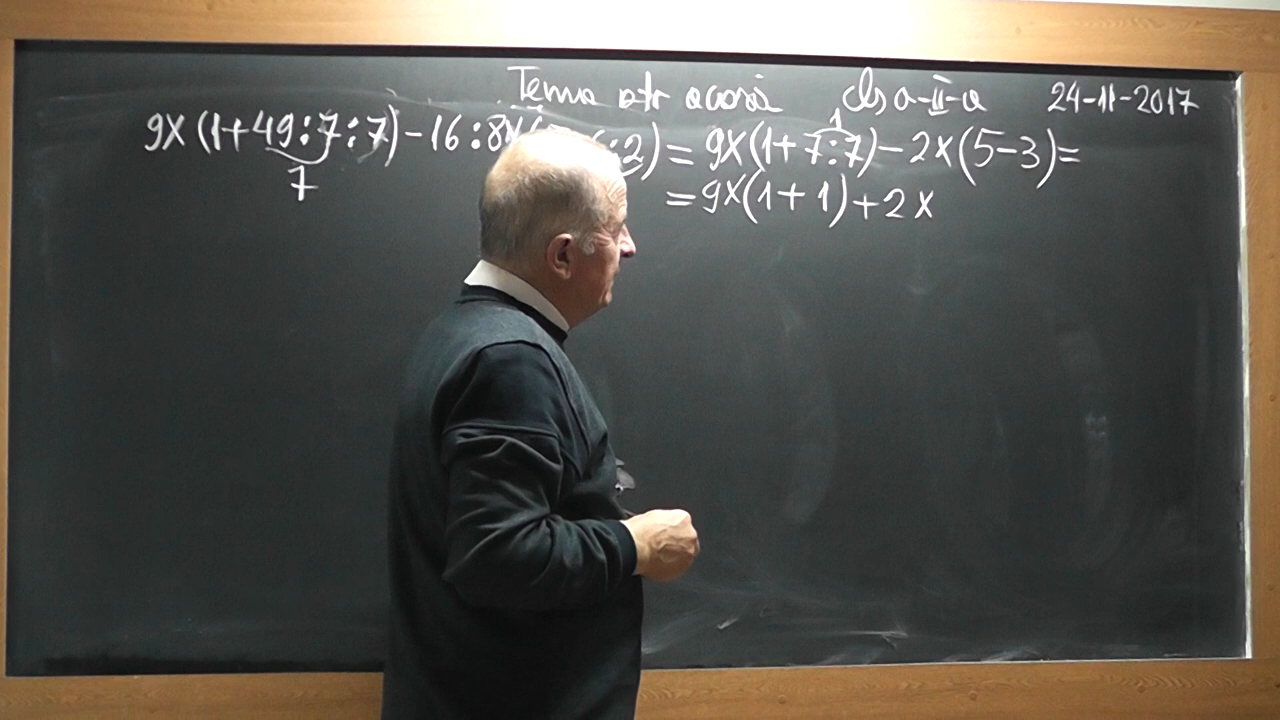 Tema ptr acasă cls a-II-a 24-11-2017
9X(1+49:7:7)-16:8X( :2)=9X(1+7:7)-2X(5-3)=
7
1
=9X(1+1)+2X